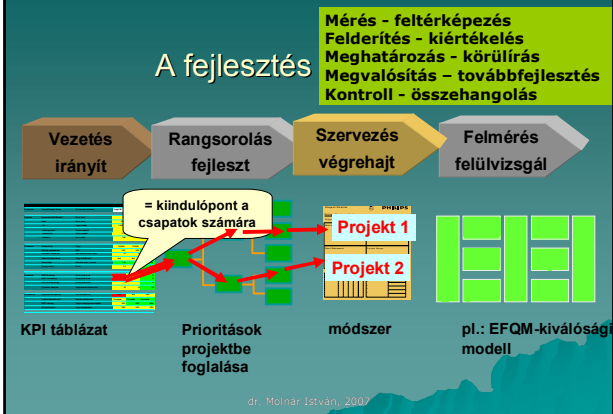 Mérés - feltérképezés
Felderítés - kiértékelés
Meghatározás - körülírás
Megvalósítás – továbbfejlesztés
Kontroll - összehangolás
A fejlesztés
Vezetés
irányít
Rangsorolás
fejleszt
Szervezés
végrehajt
Felmérés
felülvizsgál
= kiindulópont a
csapatok számára
PHILIPS
Projekt 1
Projekt 2
KPI táblázat
Prioritások
projektbe
foglalása
módszer
pl.: EFQM-kiválósági
modell
dr. Molnár István, 2007